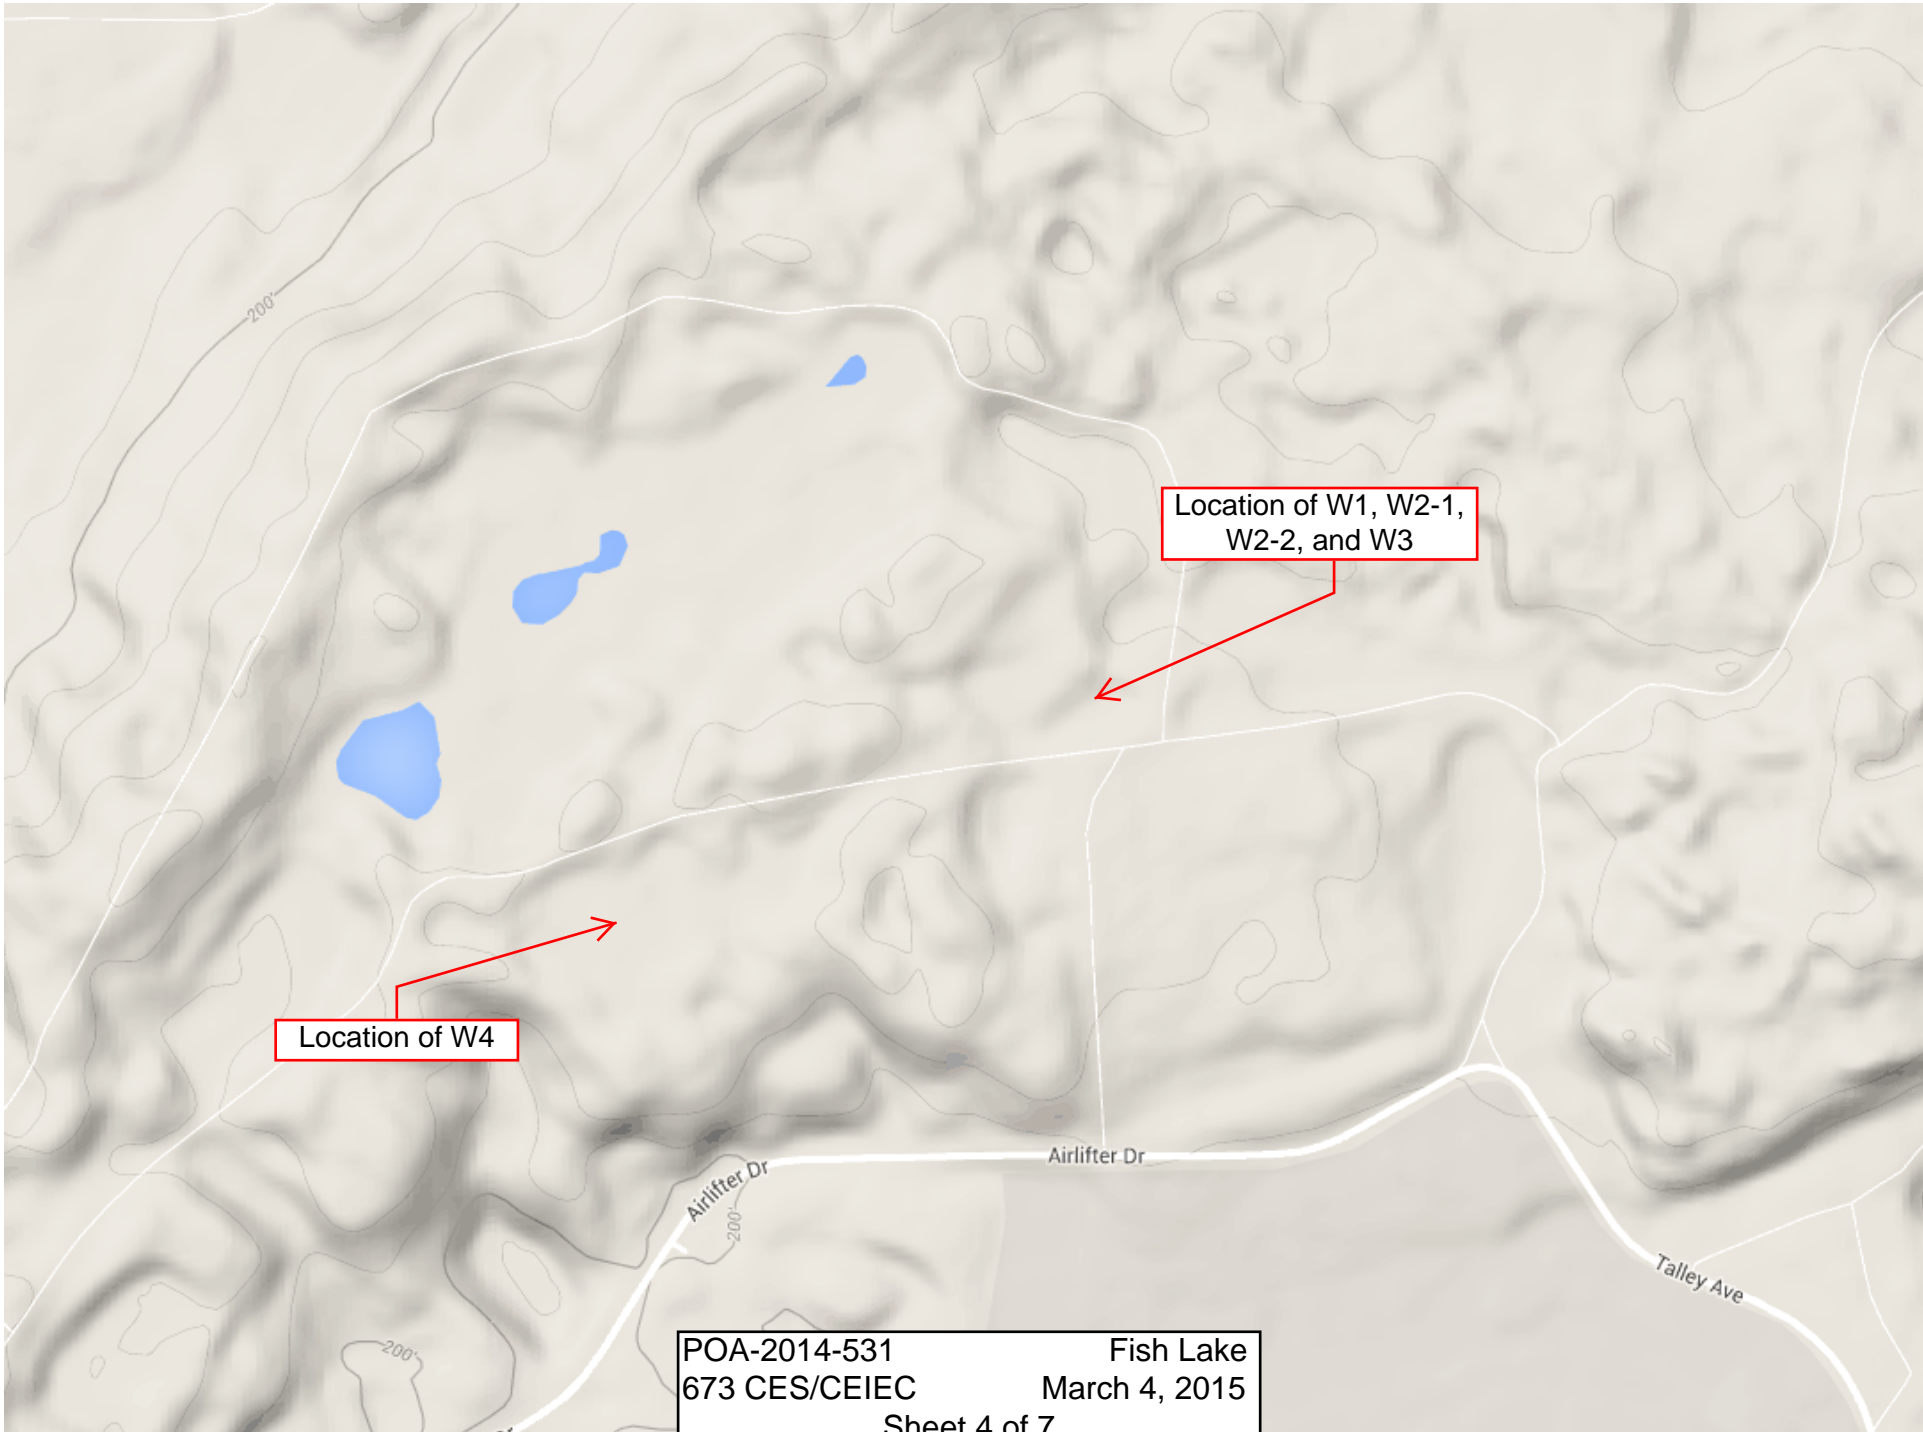 200'
Location of W1, W2-1,
W2-2, and W3
Location of W4
Airlifter Dr
Airlifter Dr
200'
Talley Ave
200'
POA-2014-531 Fish Lake
673 CES/CEIEC March 4, 2015
Sheet 4 of 7